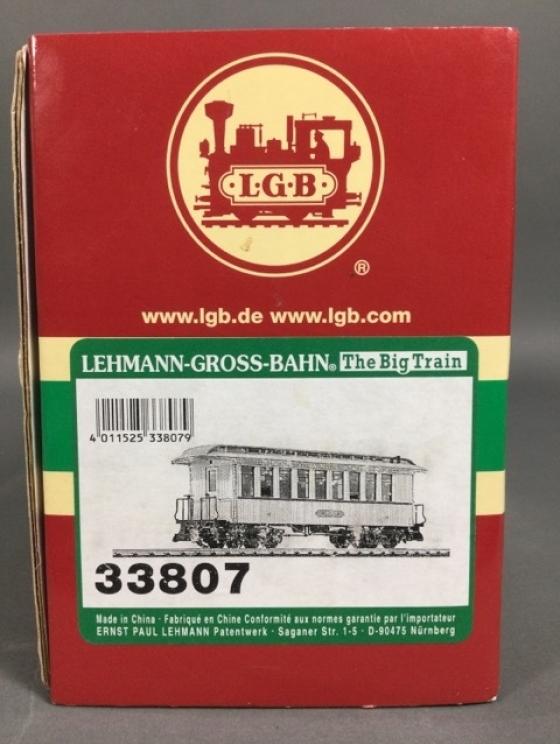 L·G·B
®
www.lgb.de www.lgb.com
LEHMANN-GROSS-BAHN® The Big Train
4 011525 338079
33807
Made in China · Fabriqué en Chine Conformité aux normes garantie par l'importateur
ERNST PAUL LEHMANN Patentwerk · Saganer Str. 1-5 · D-90475 Nürnberg